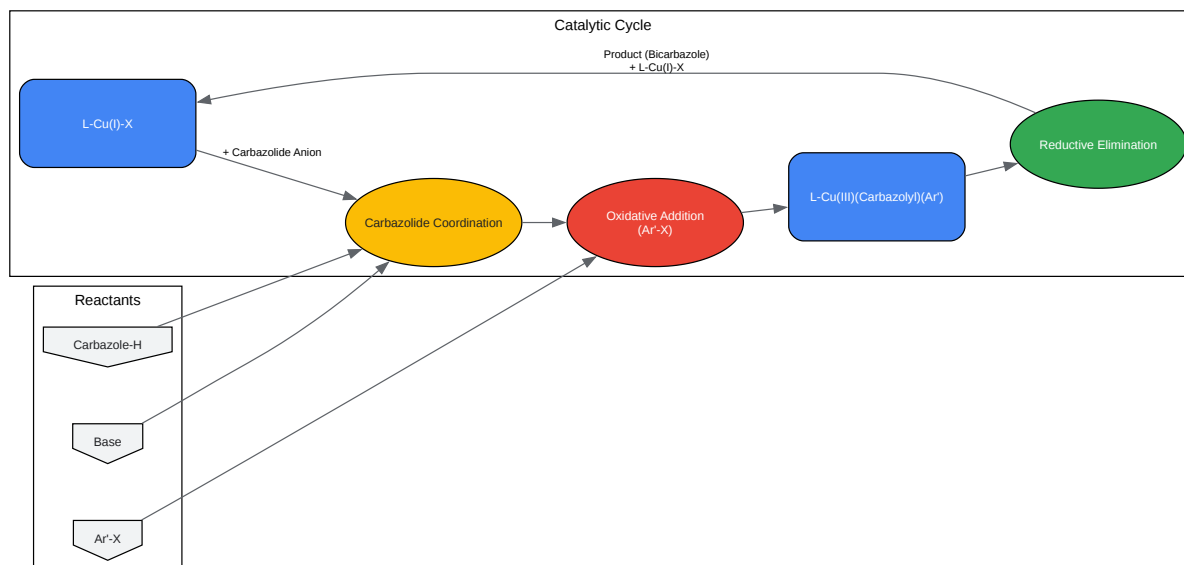 Catalytic Cycle
Product (Bicarbazole)
+ L-Cu(I)-X
L-Cu(I)-X
+ Carbazolide Anion
Carbazolide Coordination
Oxidative Addition
(Ar'-X)
L-Cu(III)(Carbazolyl)(Ar')
Reductive Elimination
Reactants
Carbazole-H
Base
Ar'-X